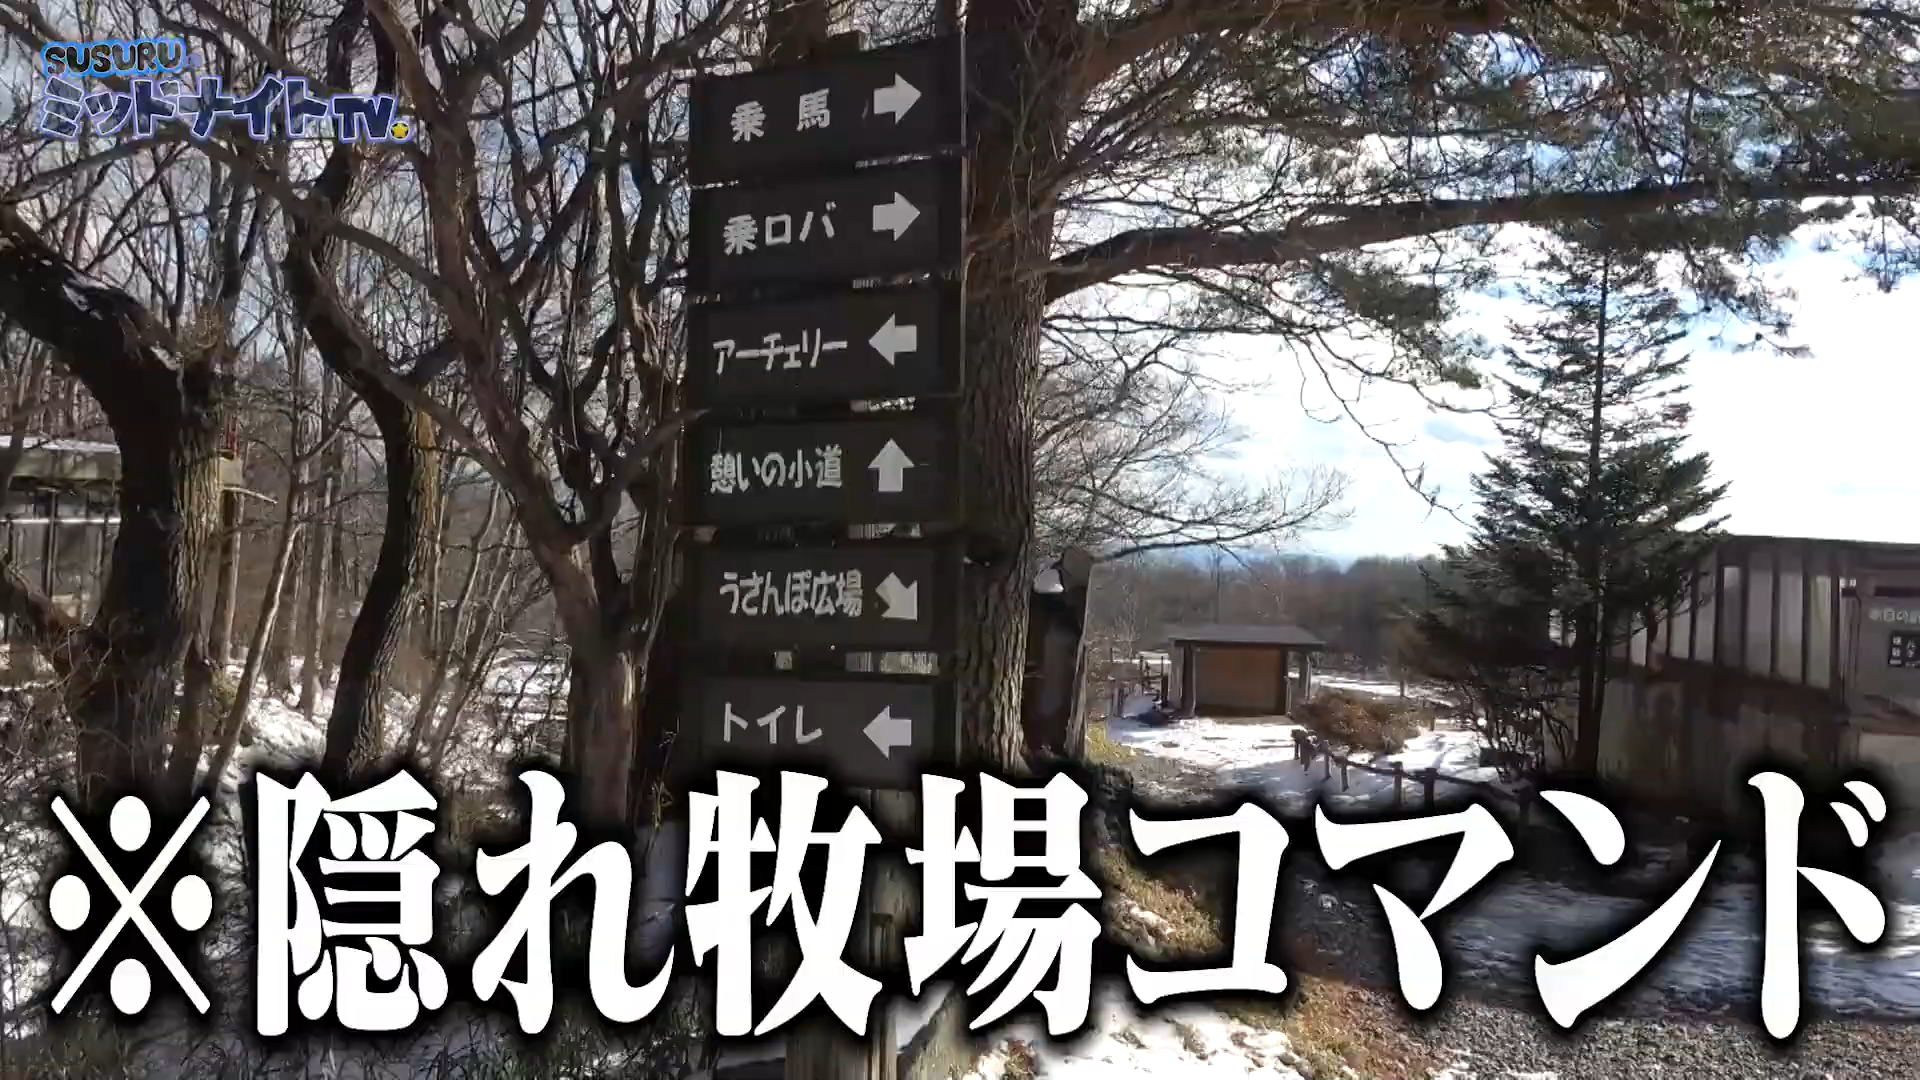 SUSURU
ミッドナイトTV
乗馬 →
乗ロバ →
アーチェリー ←
憩いの小道 ↑
うさんぽ広場 ↘
トイレ ←
※隠れ牧場コマンド